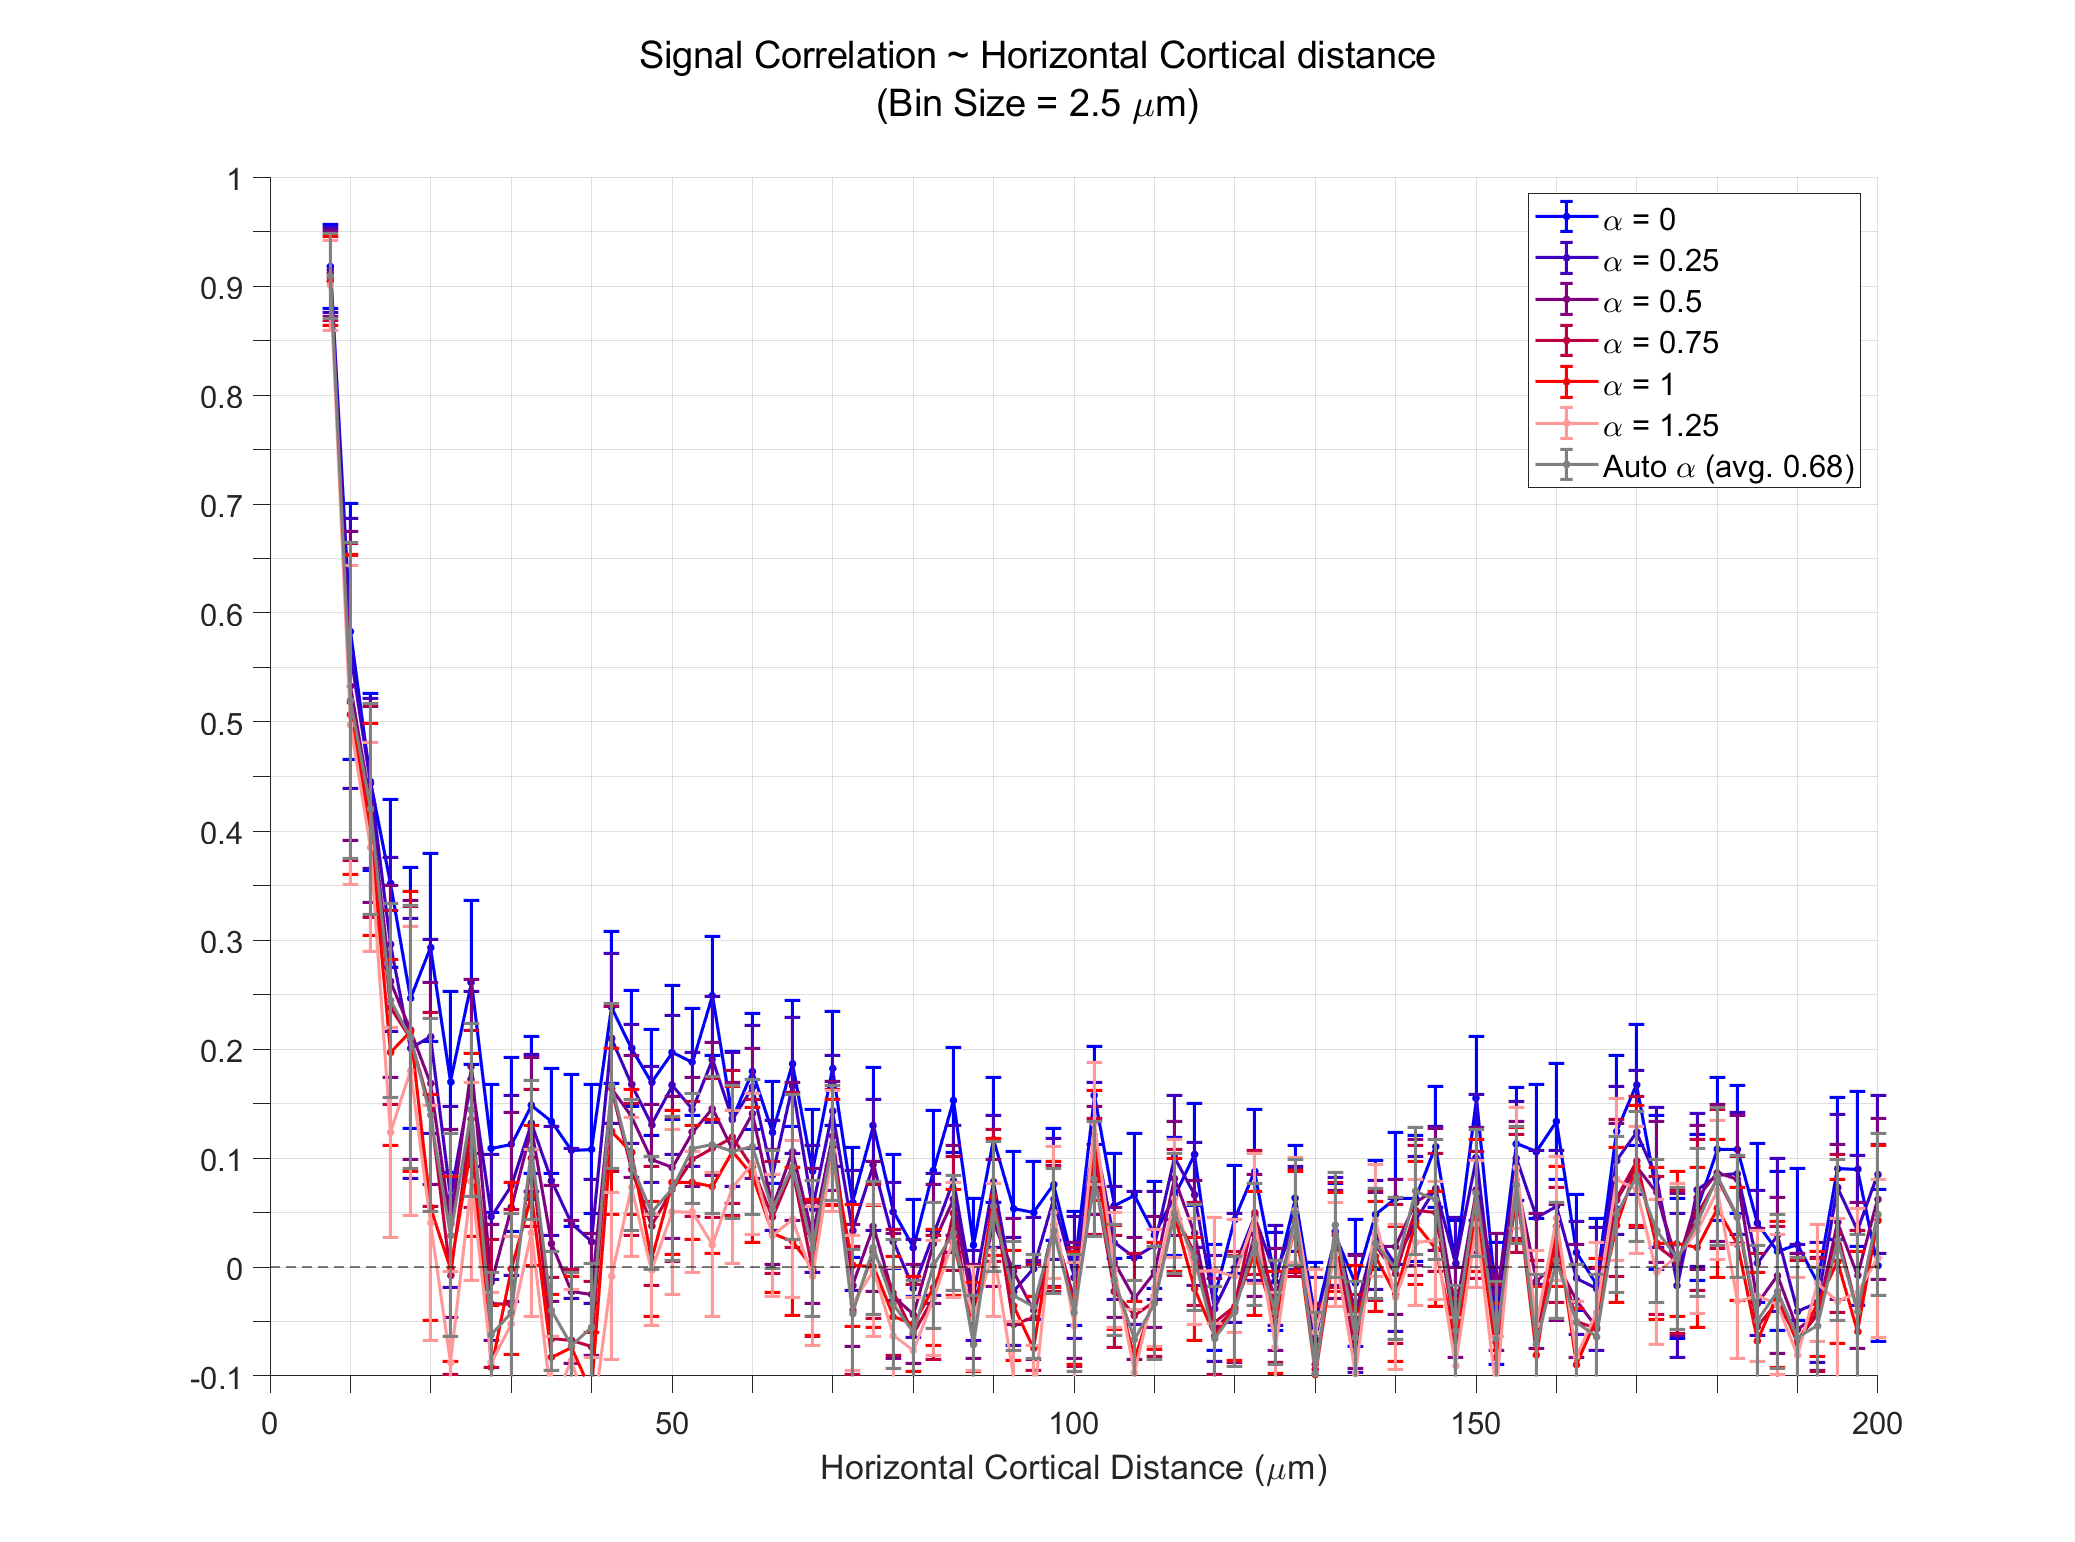 Signal Correlation ~ Horizontal Cortical distance
(Bin Size = 2.5 μm)
1
0.9
0.8
0.7
0.6
0.5
0.4
0.3
0.2
0.1
0
-0.1
α = 0
α = 0.25
α = 0.5
α = 0.75
α = 1
α = 1.25
Auto α (avg. 0.68)
0 50 100 150 200
Horizontal Cortical Distance (μm)